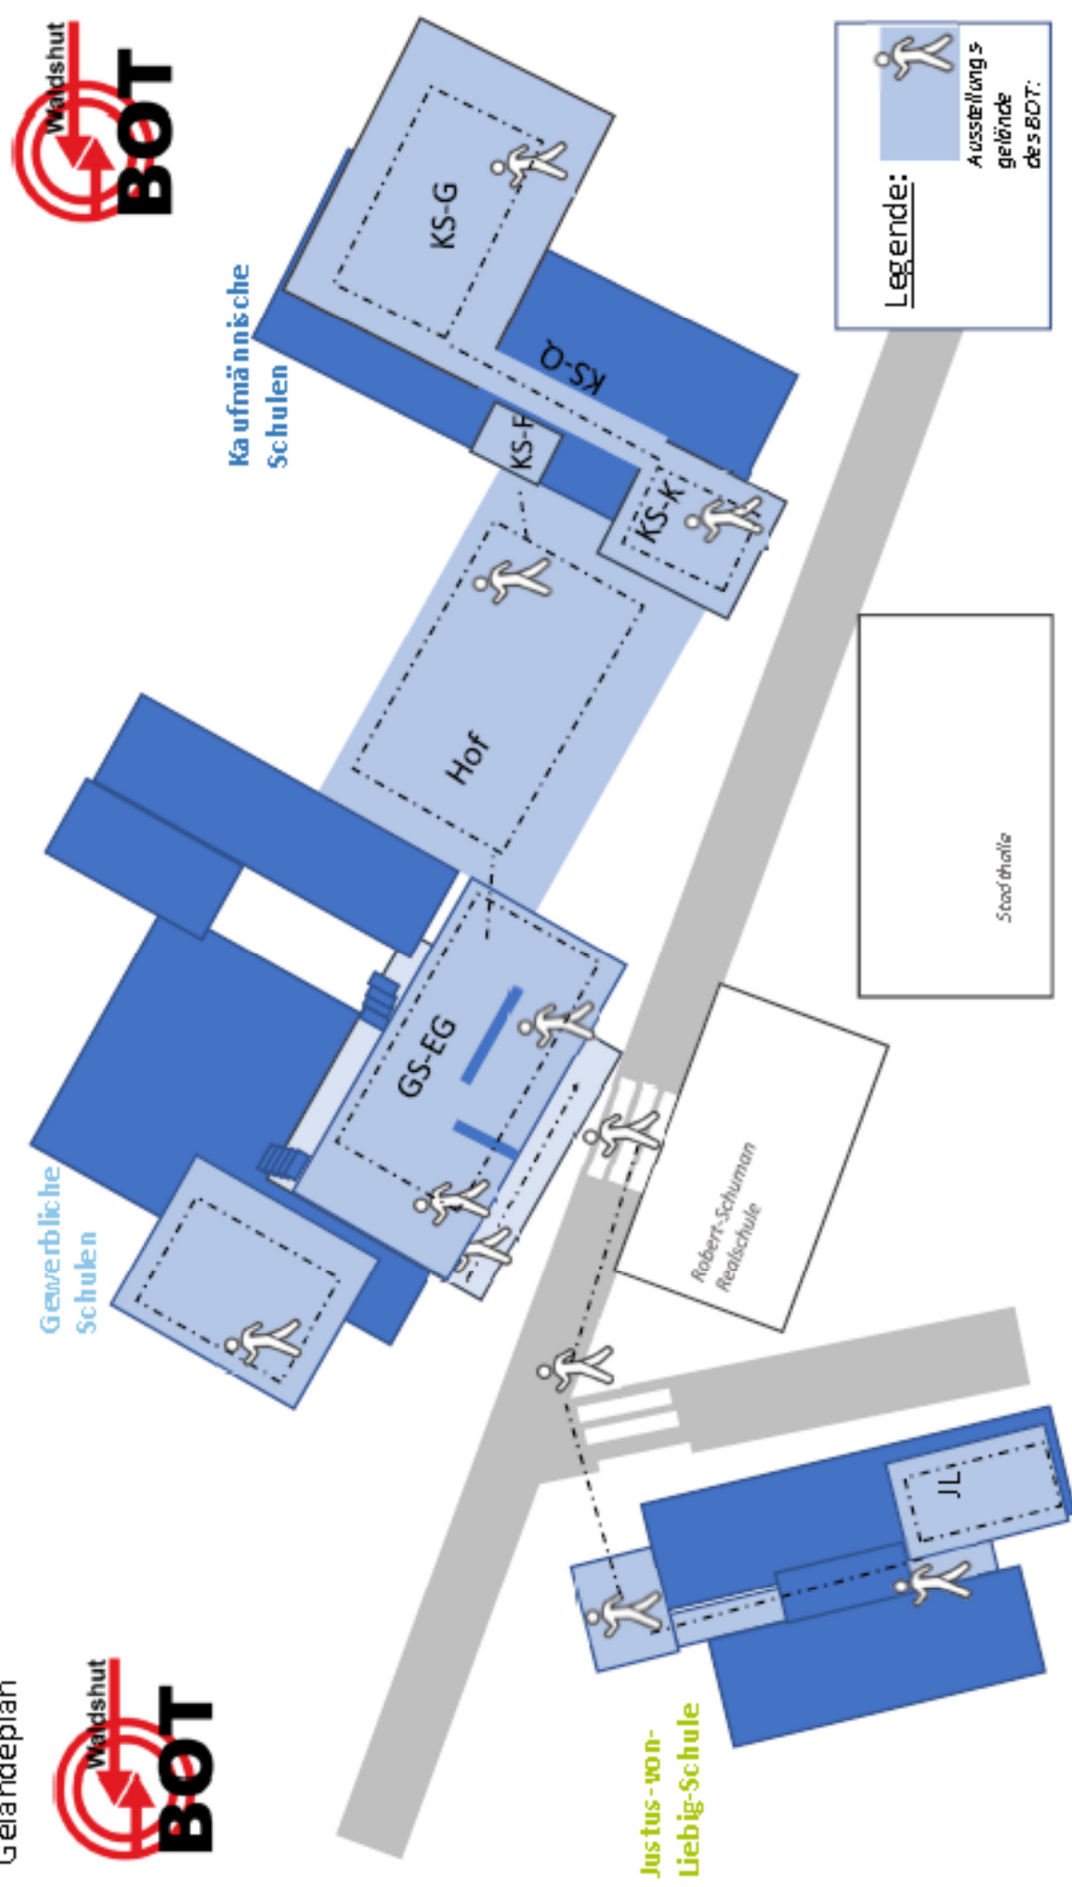 Geländeplan
Waldshut
BOT
Waldshut
BOT
Gewerbliche
Schulen
Kaufmännische
Schulen
KS-G
KS-F
KS-Q
KS-K
Hof
GS-EG
Justus-von-
Liebig-Schule
JL
Robert-Schuman
Realschule
Stadthalle
Legende:
Ausstellungs
gelände
des BOT: